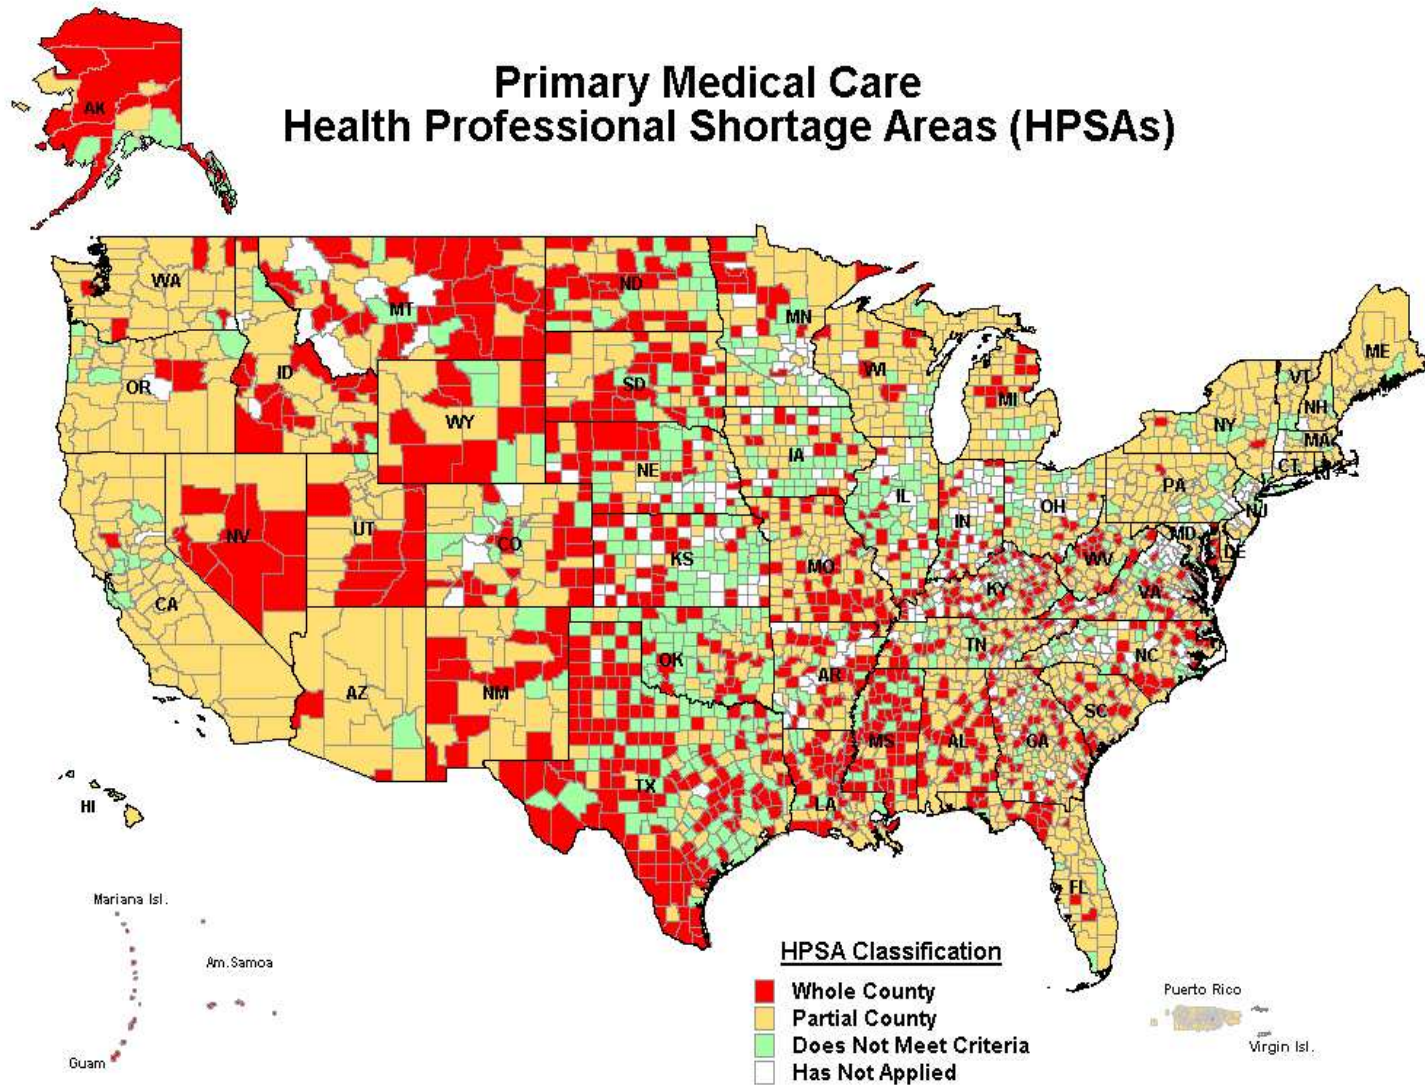 Primary Medical Care
Health Professional Shortage Areas (HPSAs)
AK
WA
MT
ND
MN
ME
OR
ID
SD
WI
MI
VT
NH
NY
MA
CT
RI
WY
NE
IA
PA
NJ
IL
IN
OH
MD
DE
NV
UT
CO
KS
MO
WV
VA
KY
CA
TN
NC
AZ
NM
OK
AR
SC
MS
AL
GA
TX
LA
HI
FL
Mariana Isl.
Am.Samoa
Guam
HPSA Classification
Whole County
Partial County
Does Not Meet Criteria
Has Not Applied
Puerto Rico
Virgin Isl.